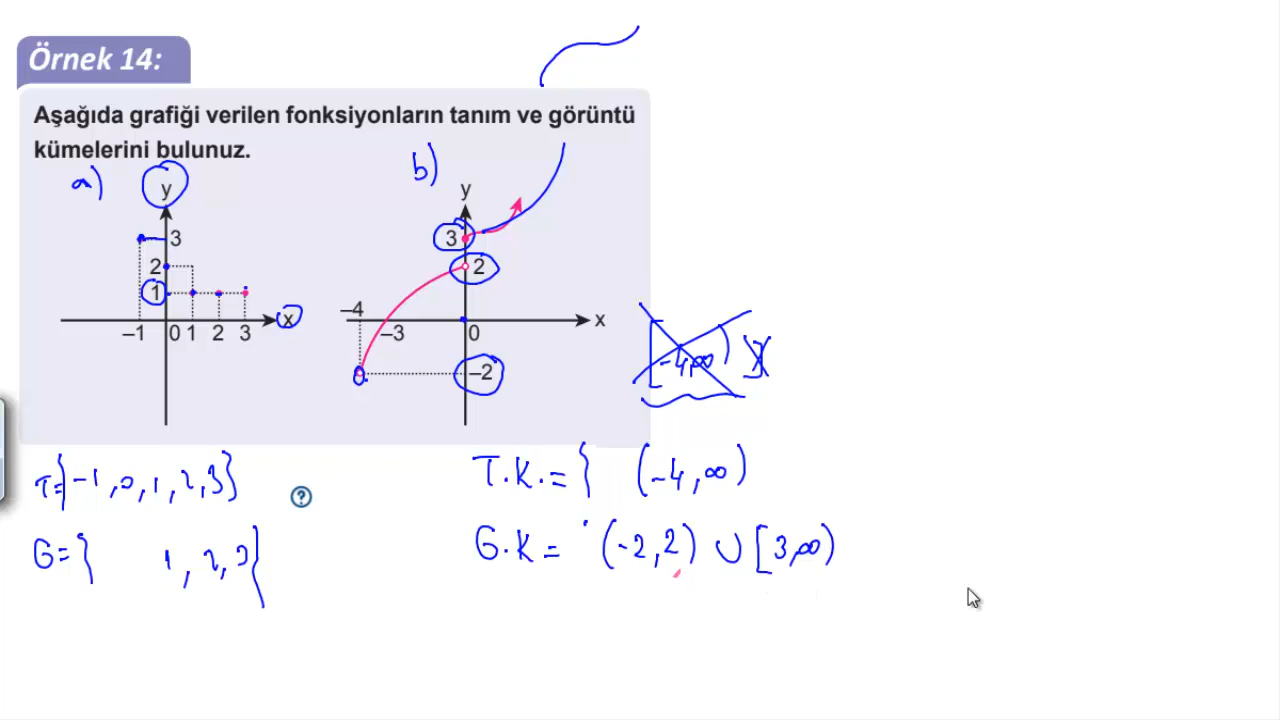 Örnek 14:
Aşağıda grafiği verilen fonksiyonların tanım ve görüntü
kümelerini bulunuz.
a) y
3
2
1
–1 0 1 2 3 x
b) y
3
2
–4
–3 0 x
–2
[-4,∞)
T={-1,0,1,2,3}
G={ 1,2,3}
T.K.={ (-4,∞)
G.K= (-2,2) ∪ [3,∞)